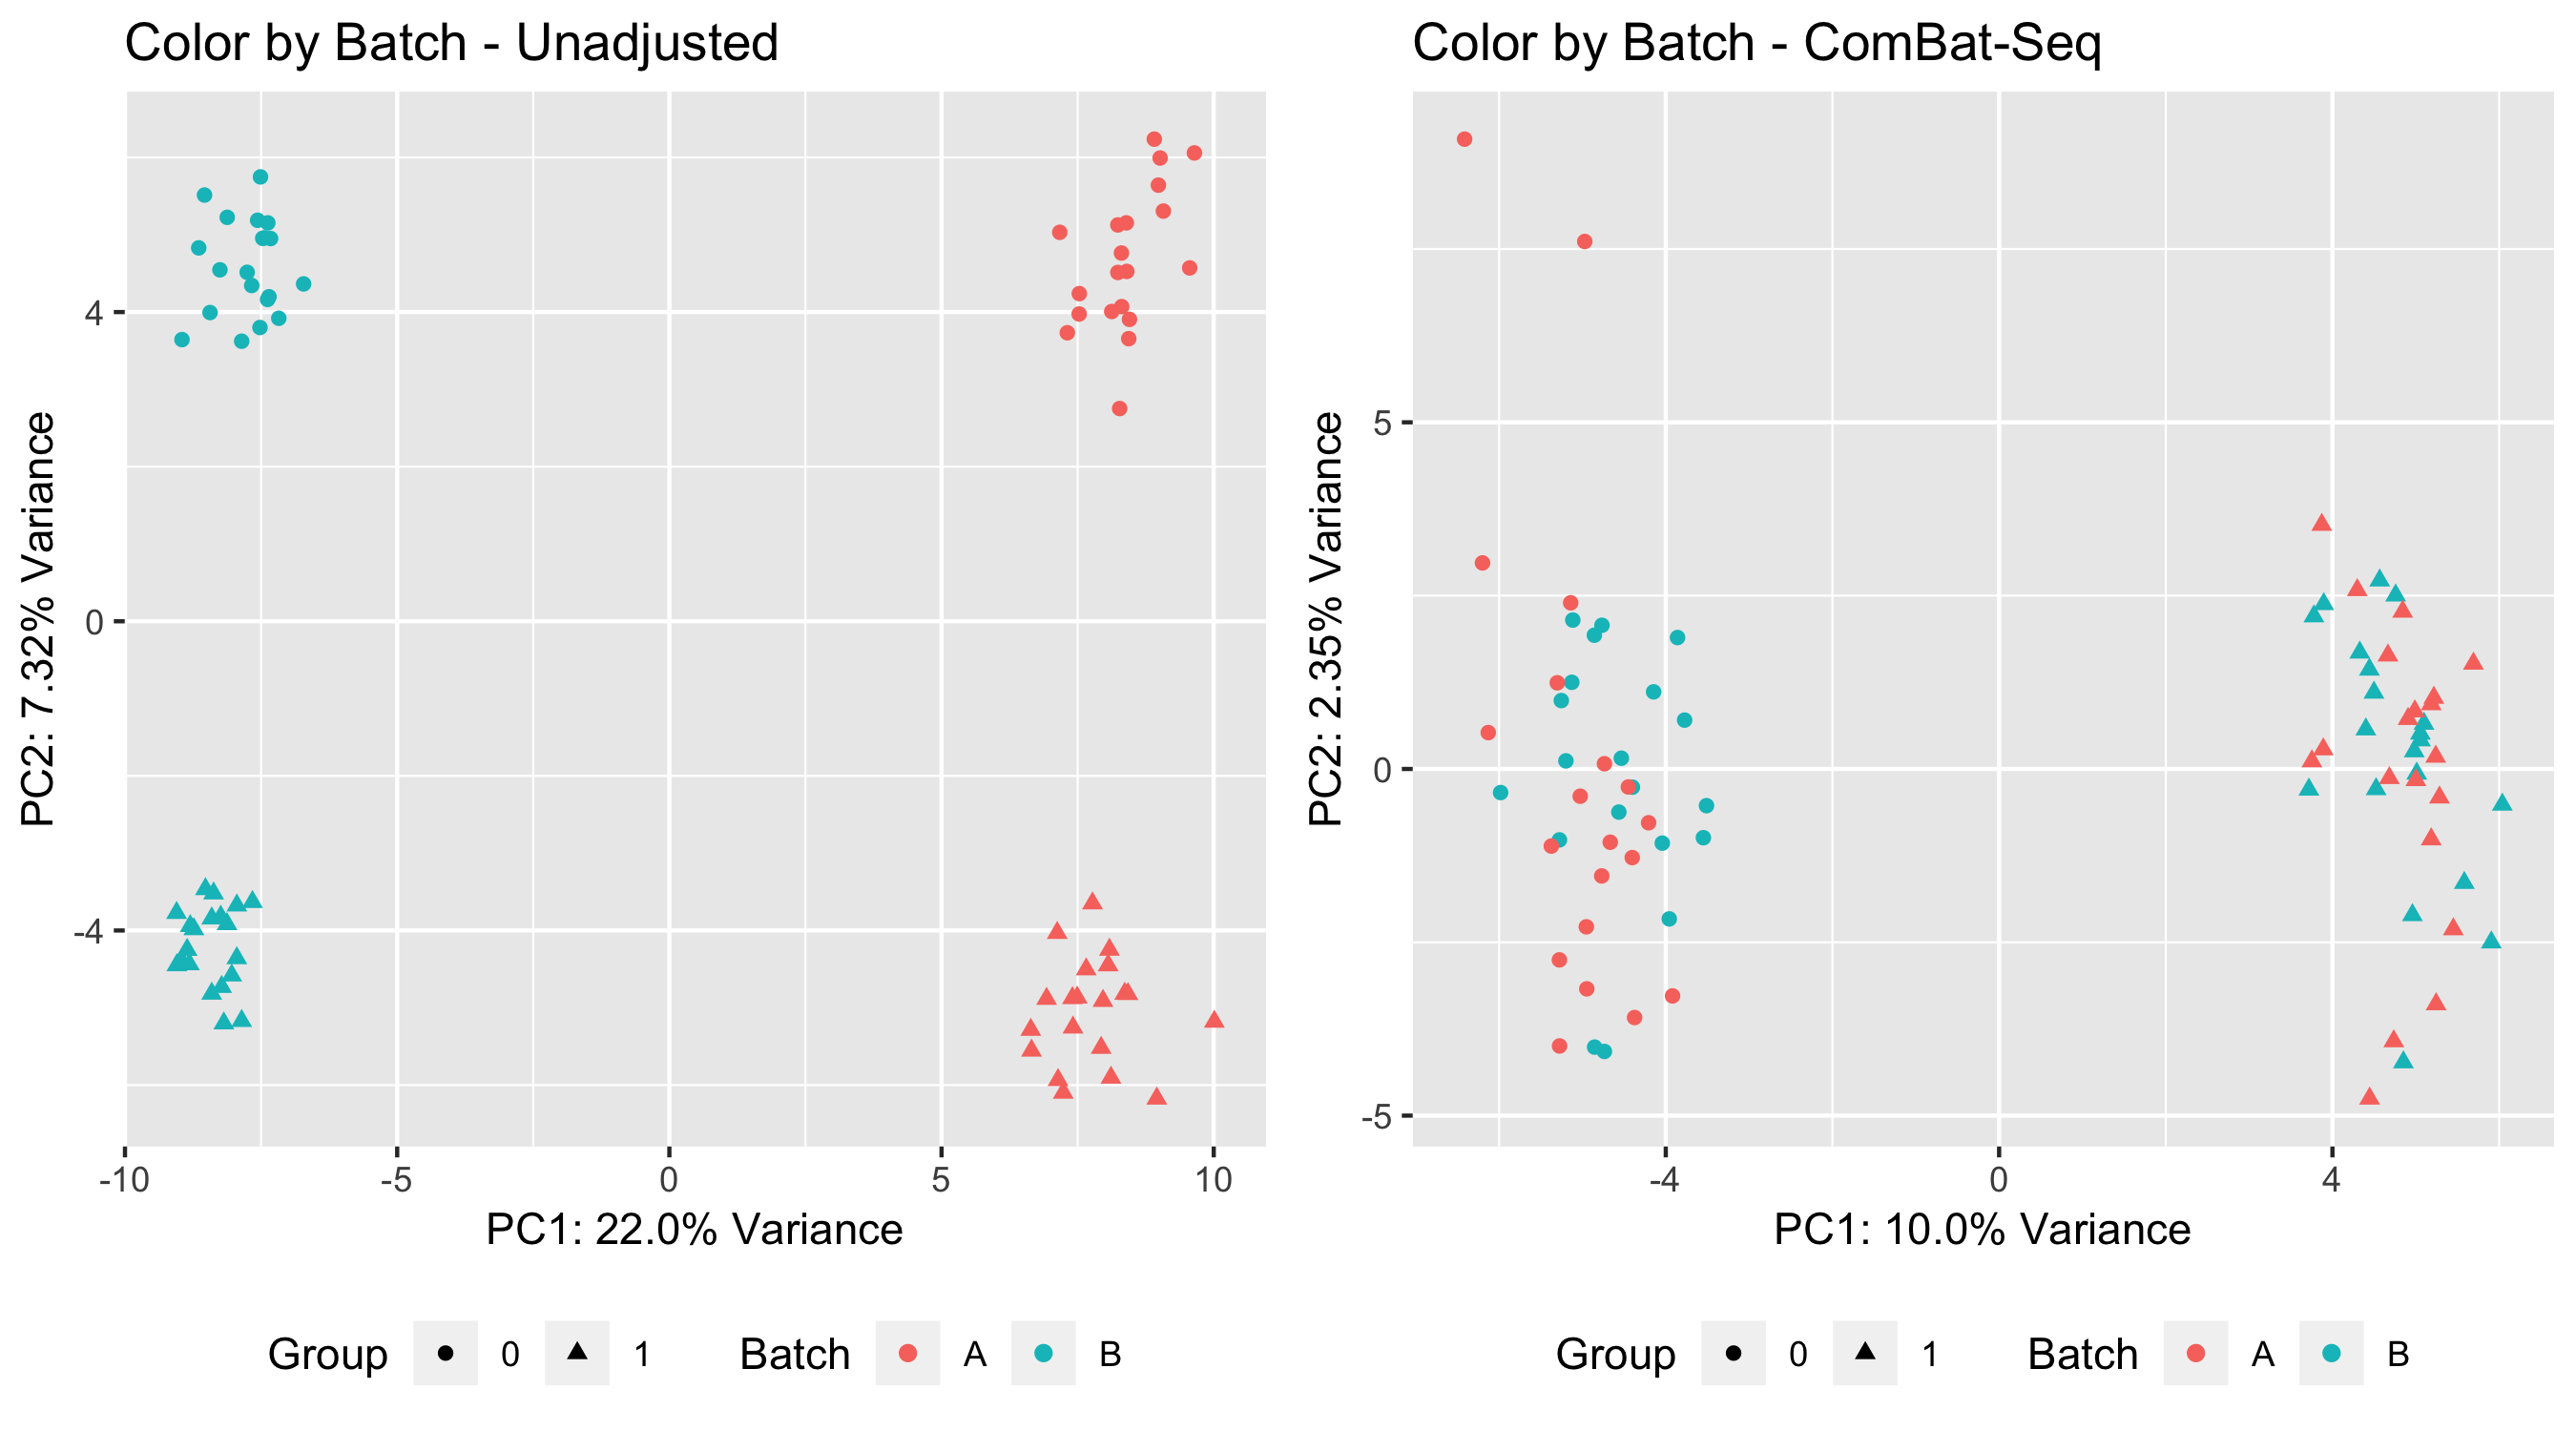 Color by Batch - Unadjusted
PC2: 7.32% Variance
4
0
-4
-10 -5 0 5 10
PC1: 22.0% Variance
Group 0 1 Batch A B
Color by Batch - ComBat-Seq
PC2: 2.35% Variance
5
0
-5
-4 0 4
PC1: 10.0% Variance
Group 0 1 Batch A B